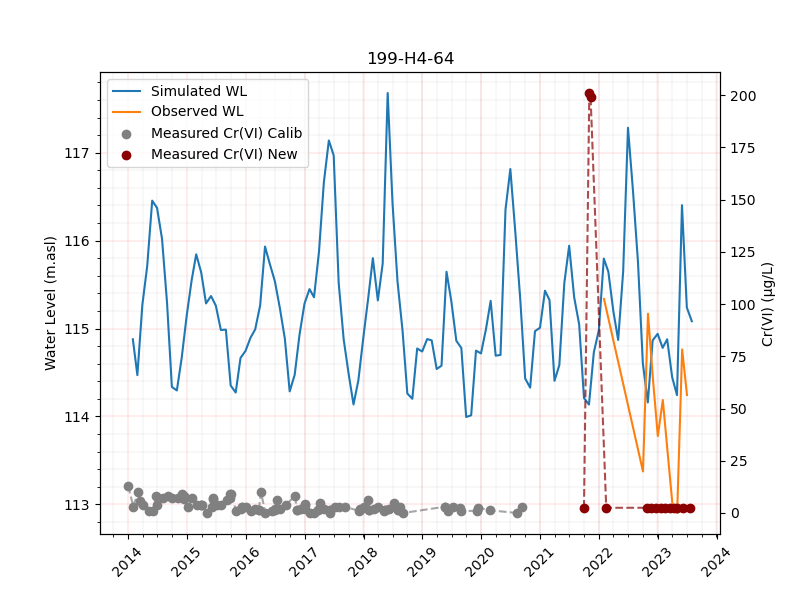 199-H4-64
Simulated WL
Observed WL
Measured Cr(VI) Calib
Measured Cr(VI) New
Water Level (m.asl)
117
116
115
114
113
200
175
150
125
100
75
50
25
0
Cr(VI) (µg/L)
2014 2015 2016 2017 2018 2019 2020 2021 2022 2023 2024